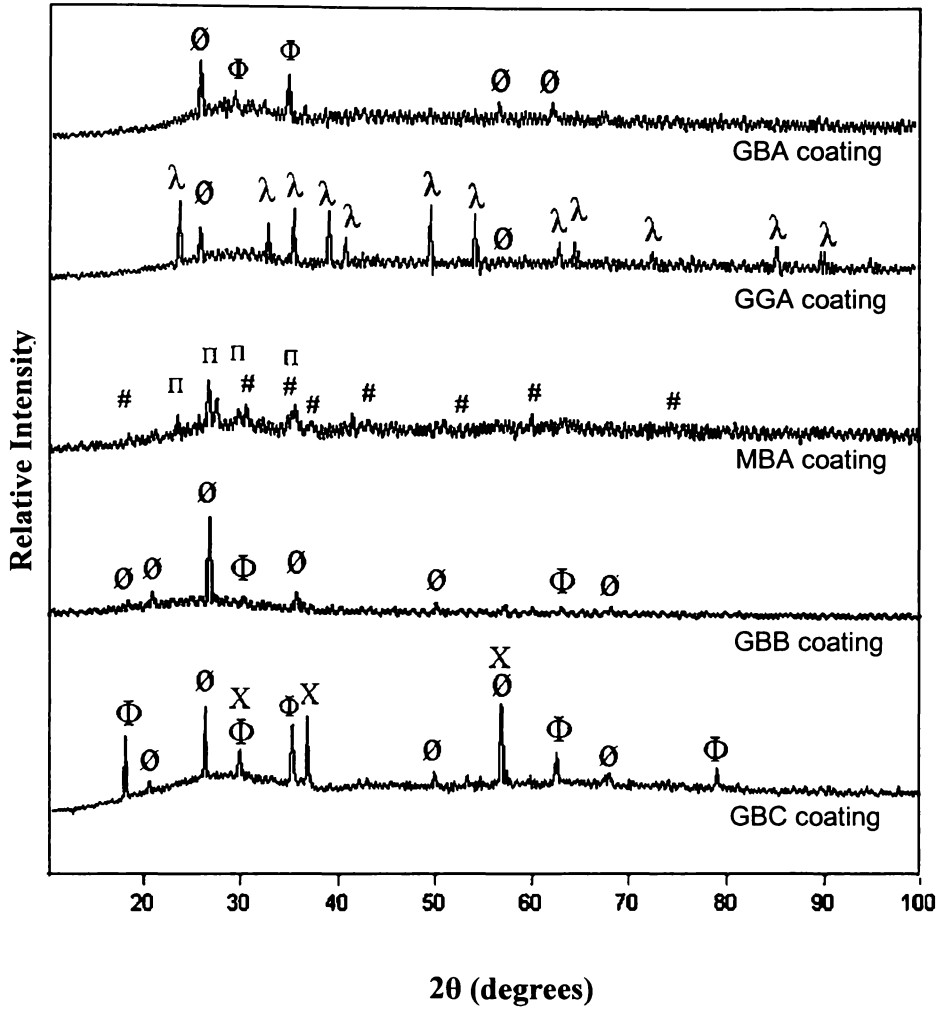 Ø Φ Φ Ø Ø
GBA coating
λ Ø λ λ λ λ λ λ Ø λ λ λ λ λ
GGA coating
# П П П # П # # # # # #
MBA coating
Ø Ø Ø Φ Ø Ø Φ Ø
GBB coating
Φ Ø Ø X Φ Φ X Ø X Ø Φ Ø Φ
GBC coating
Relative Intensity
20 30 40 50 60 70 80 90 100
2θ (degrees)